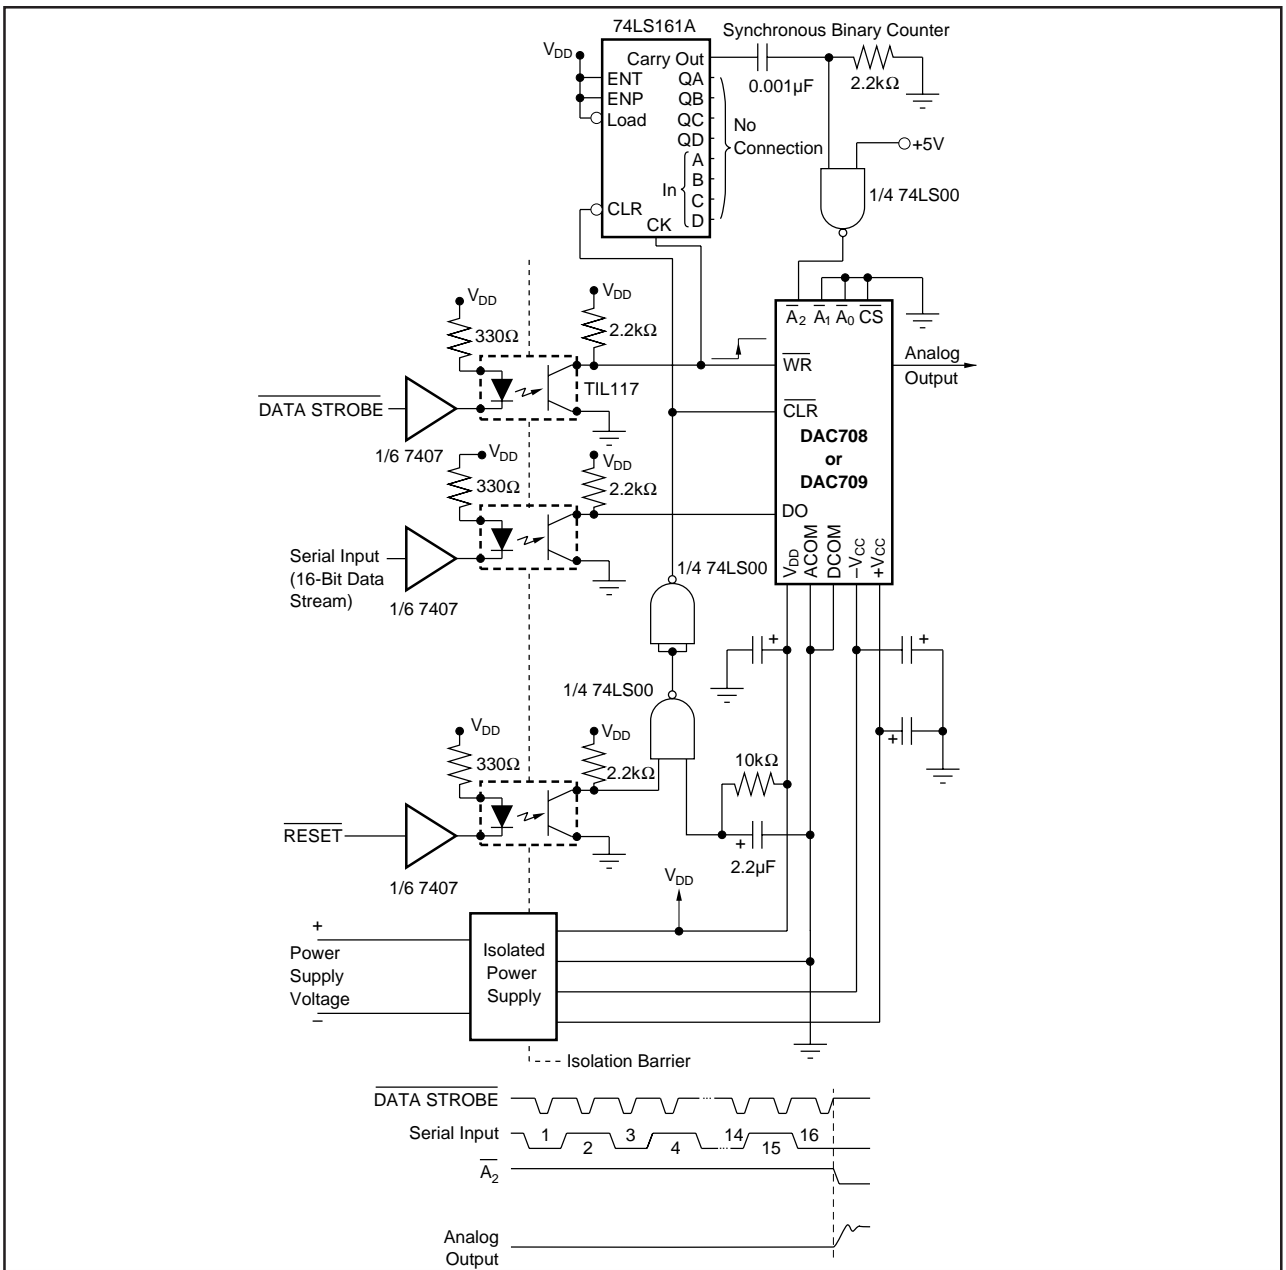 74LS161A
Synchronous Binary Counter
VDD
Carry Out
ENT
ENP
Load
QA
QB
QC
QD
A
B
C
D
In
CLR
CK
No
Connection
0.001µF
2.2kΩ
+5V
1/4 74LS00
VDD
330Ω
VDD
2.2kΩ
TIL117
DATA STROBE
1/6 7407
A2 A1 A0 CS
WR
CLR
DAC708
or
DAC709
DO
VDD
ACOM
DCOM
–VCC
+VCC
Analog
Output
VDD
330Ω
VDD
2.2kΩ
Serial Input
(16-Bit Data
Stream)
1/6 7407
1/4 74LS00
+
+
+
1/4 74LS00
VDD
330Ω
VDD
2.2kΩ
10kΩ
+
2.2µF
RESET
1/6 7407
VDD
+
Power
Supply
Voltage
–
Isolated
Power
Supply
Isolation Barrier
DATA STROBE
Serial Input
1 2 3 4 14 15 16
A2
Analog
Output